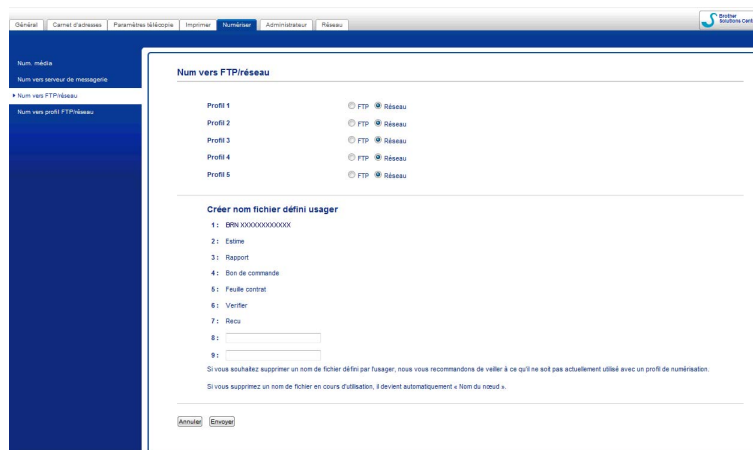 Général Carnet d'adresses Paramètres télécopie Imprimer Numériser Administrateur Réseau
Brother
Solutions Cent
Num. média
Num vers serveur de messagerie
Num vers FTP/réseau
Num vers profil FTP/réseau
Num vers FTP/réseau
Profil 1 FTP Réseau
Profil 2 FTP Réseau
Profil 3 FTP Réseau
Profil 4 FTP Réseau
Profil 5 FTP Réseau
Créer nom fichier défini usager
1 : BRN XXXXXXXXXXXX
2 : Estime
3 : Rapport
4 : Bon de commande
5 : Feuille contrat
6 : Verifier
7 : Recu
8 :
9 :
Si vous souhaitez supprimer un nom de fichier défini par l'usager, nous vous recommandons de veiller à ce qu'il ne soit pas actuellement utilisé avec un profil de numérisation.
Si vous supprimez un nom de fichier en cours d'utilisation, il devient automatiquement « Nom du nœud ».
Annuler Envoyer